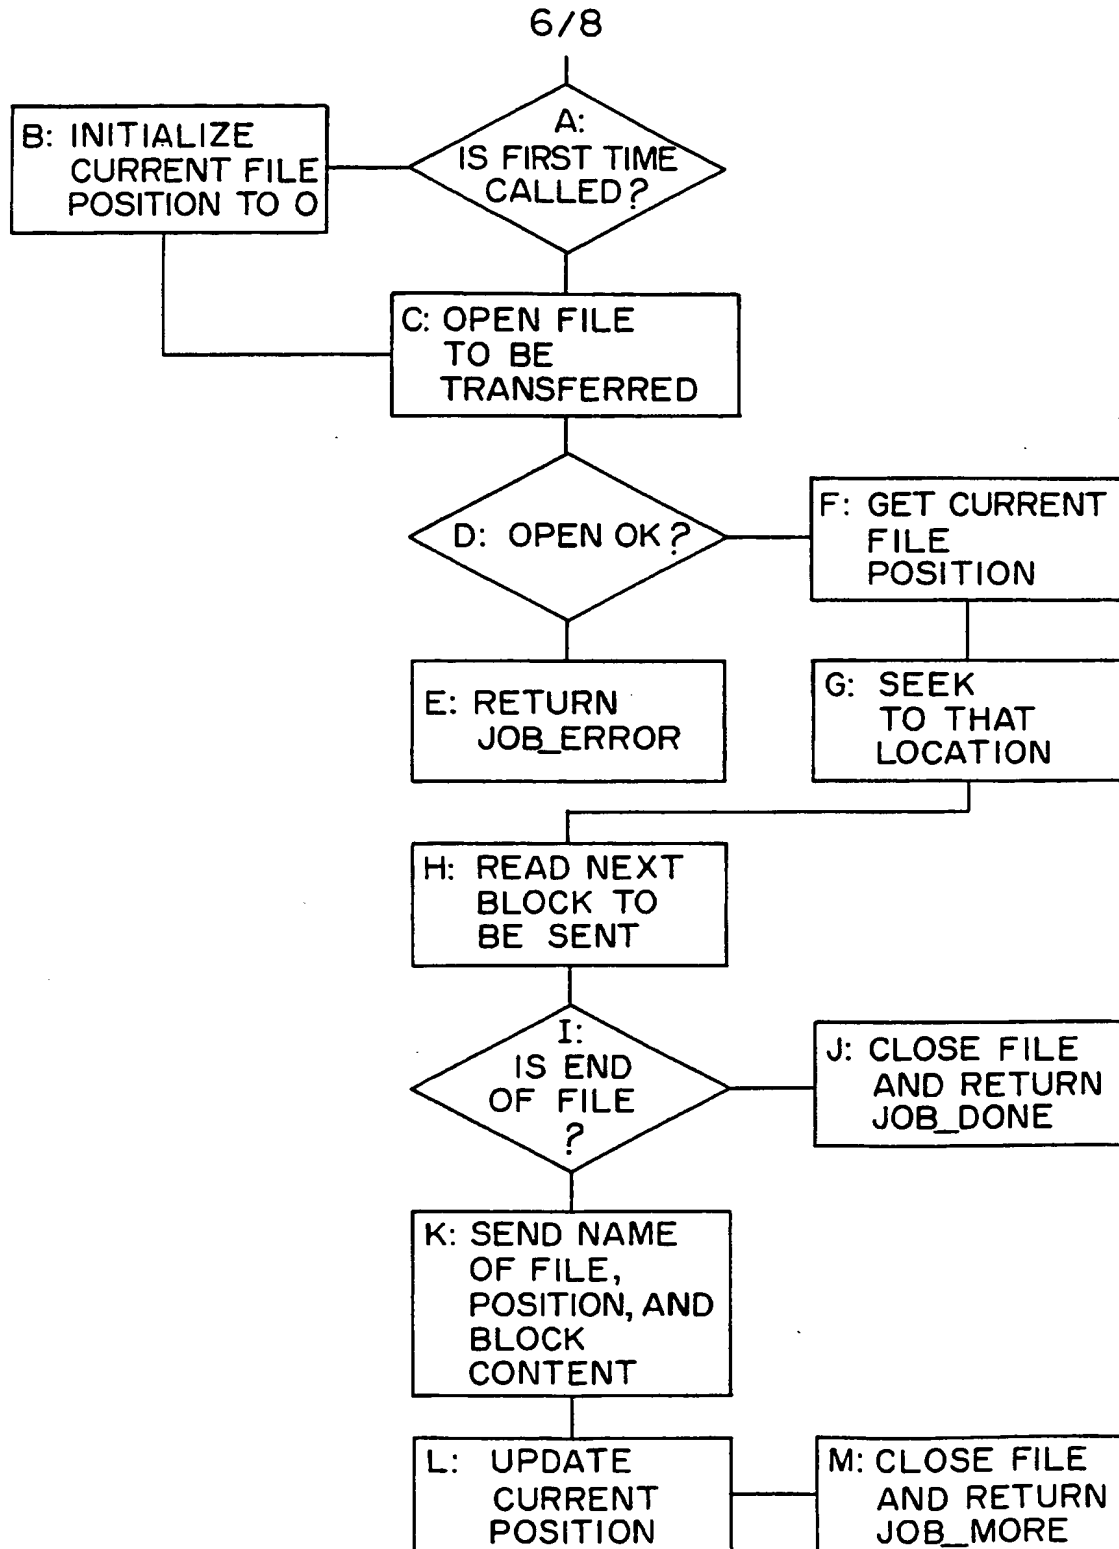 6/8
A:
IS FIRST TIME
CALLED?
B: INITIALIZE
CURRENT FILE
POSITION TO 0
C: OPEN FILE
TO BE
TRANSFERRED
D: OPEN OK?
F: GET CURRENT
FILE
POSITION
E: RETURN
JOB_ERROR
G: SEEK
TO THAT
LOCATION
H: READ NEXT
BLOCK TO
BE SENT
I:
IS END
OF FILE
?
J: CLOSE FILE
AND RETURN
JOB_DONE
K: SEND NAME
OF FILE,
POSITION, AND
BLOCK
CONTENT
L: UPDATE
CURRENT
POSITION
M: CLOSE FILE
AND RETURN
JOB_MORE